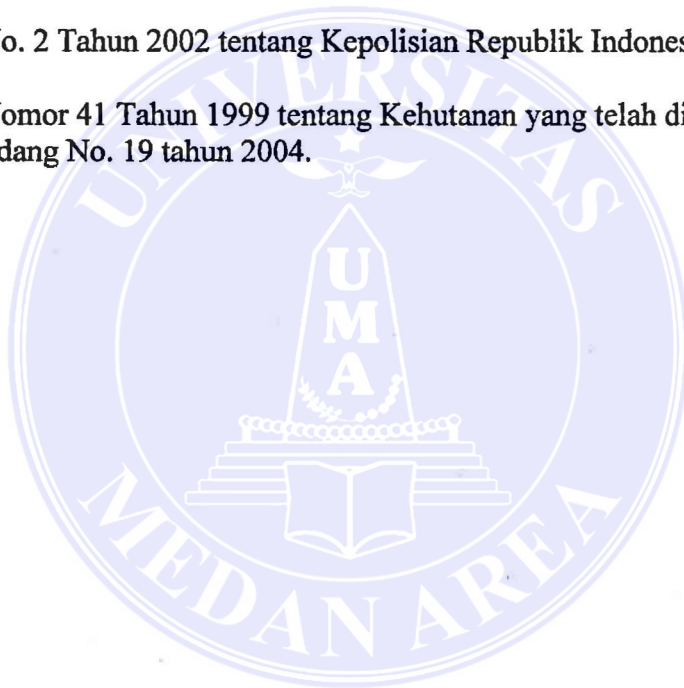 o. 2 Tahun 2002 tentang Kepolisian Republik Indones
omor 41 Tahun 1999 tentang Kehutanan yang telah di
dang No. 19 tahun 2004.
UNIVERSITAS
U
M
A
MEDAN AREA